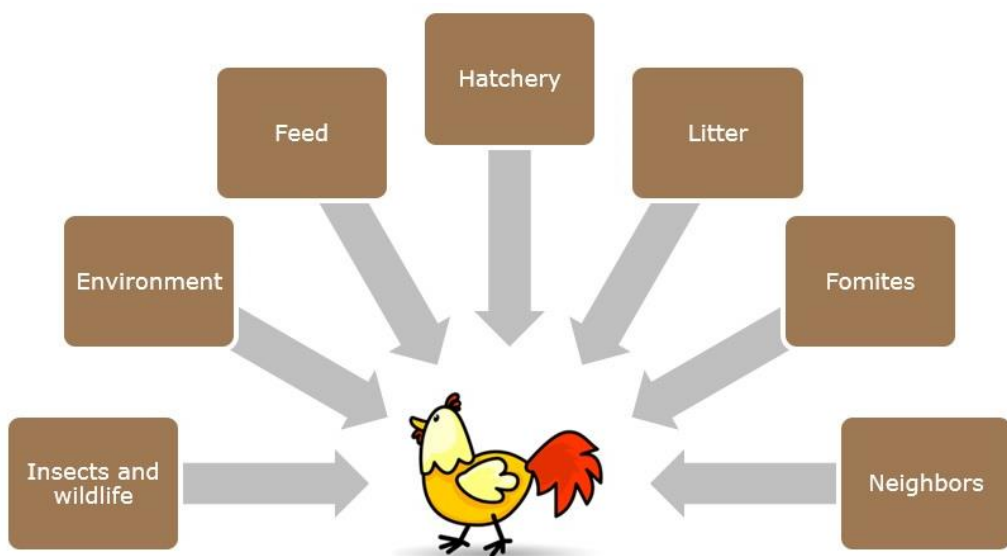 Hatchery
Feed
Litter
Environment
Fomites
Insects and
wildlife
Neighbors